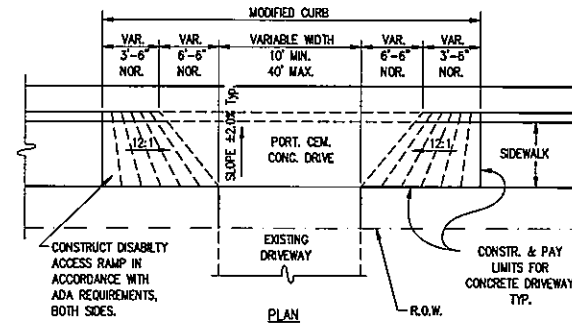 MODIFIED CURB
VAR.
3'-6"
NOR.
VAR.
6'-6"
NOR.
VARIABLE WIDTH
10' MIN.
40' MAX.
VAR.
6'-6"
NOR.
VAR.
3'-6"
NOR.
12:1
SLOPE ±2.0% Typ.
PORT. CEM.
CONC. DRIVE
12:1
SIDEWALK
CONSTRUCT DISABILTY
ACCESS RAMP IN
ACCORDANCE WITH
ADA REQUIREMENTS,
BOTH SIDES.
EXISTING
DRIVEWAY
CONSTR. & PAY
LIMITS FOR
CONCRETE DRIVEWAY
TYP.
R.O.W.
PLAN